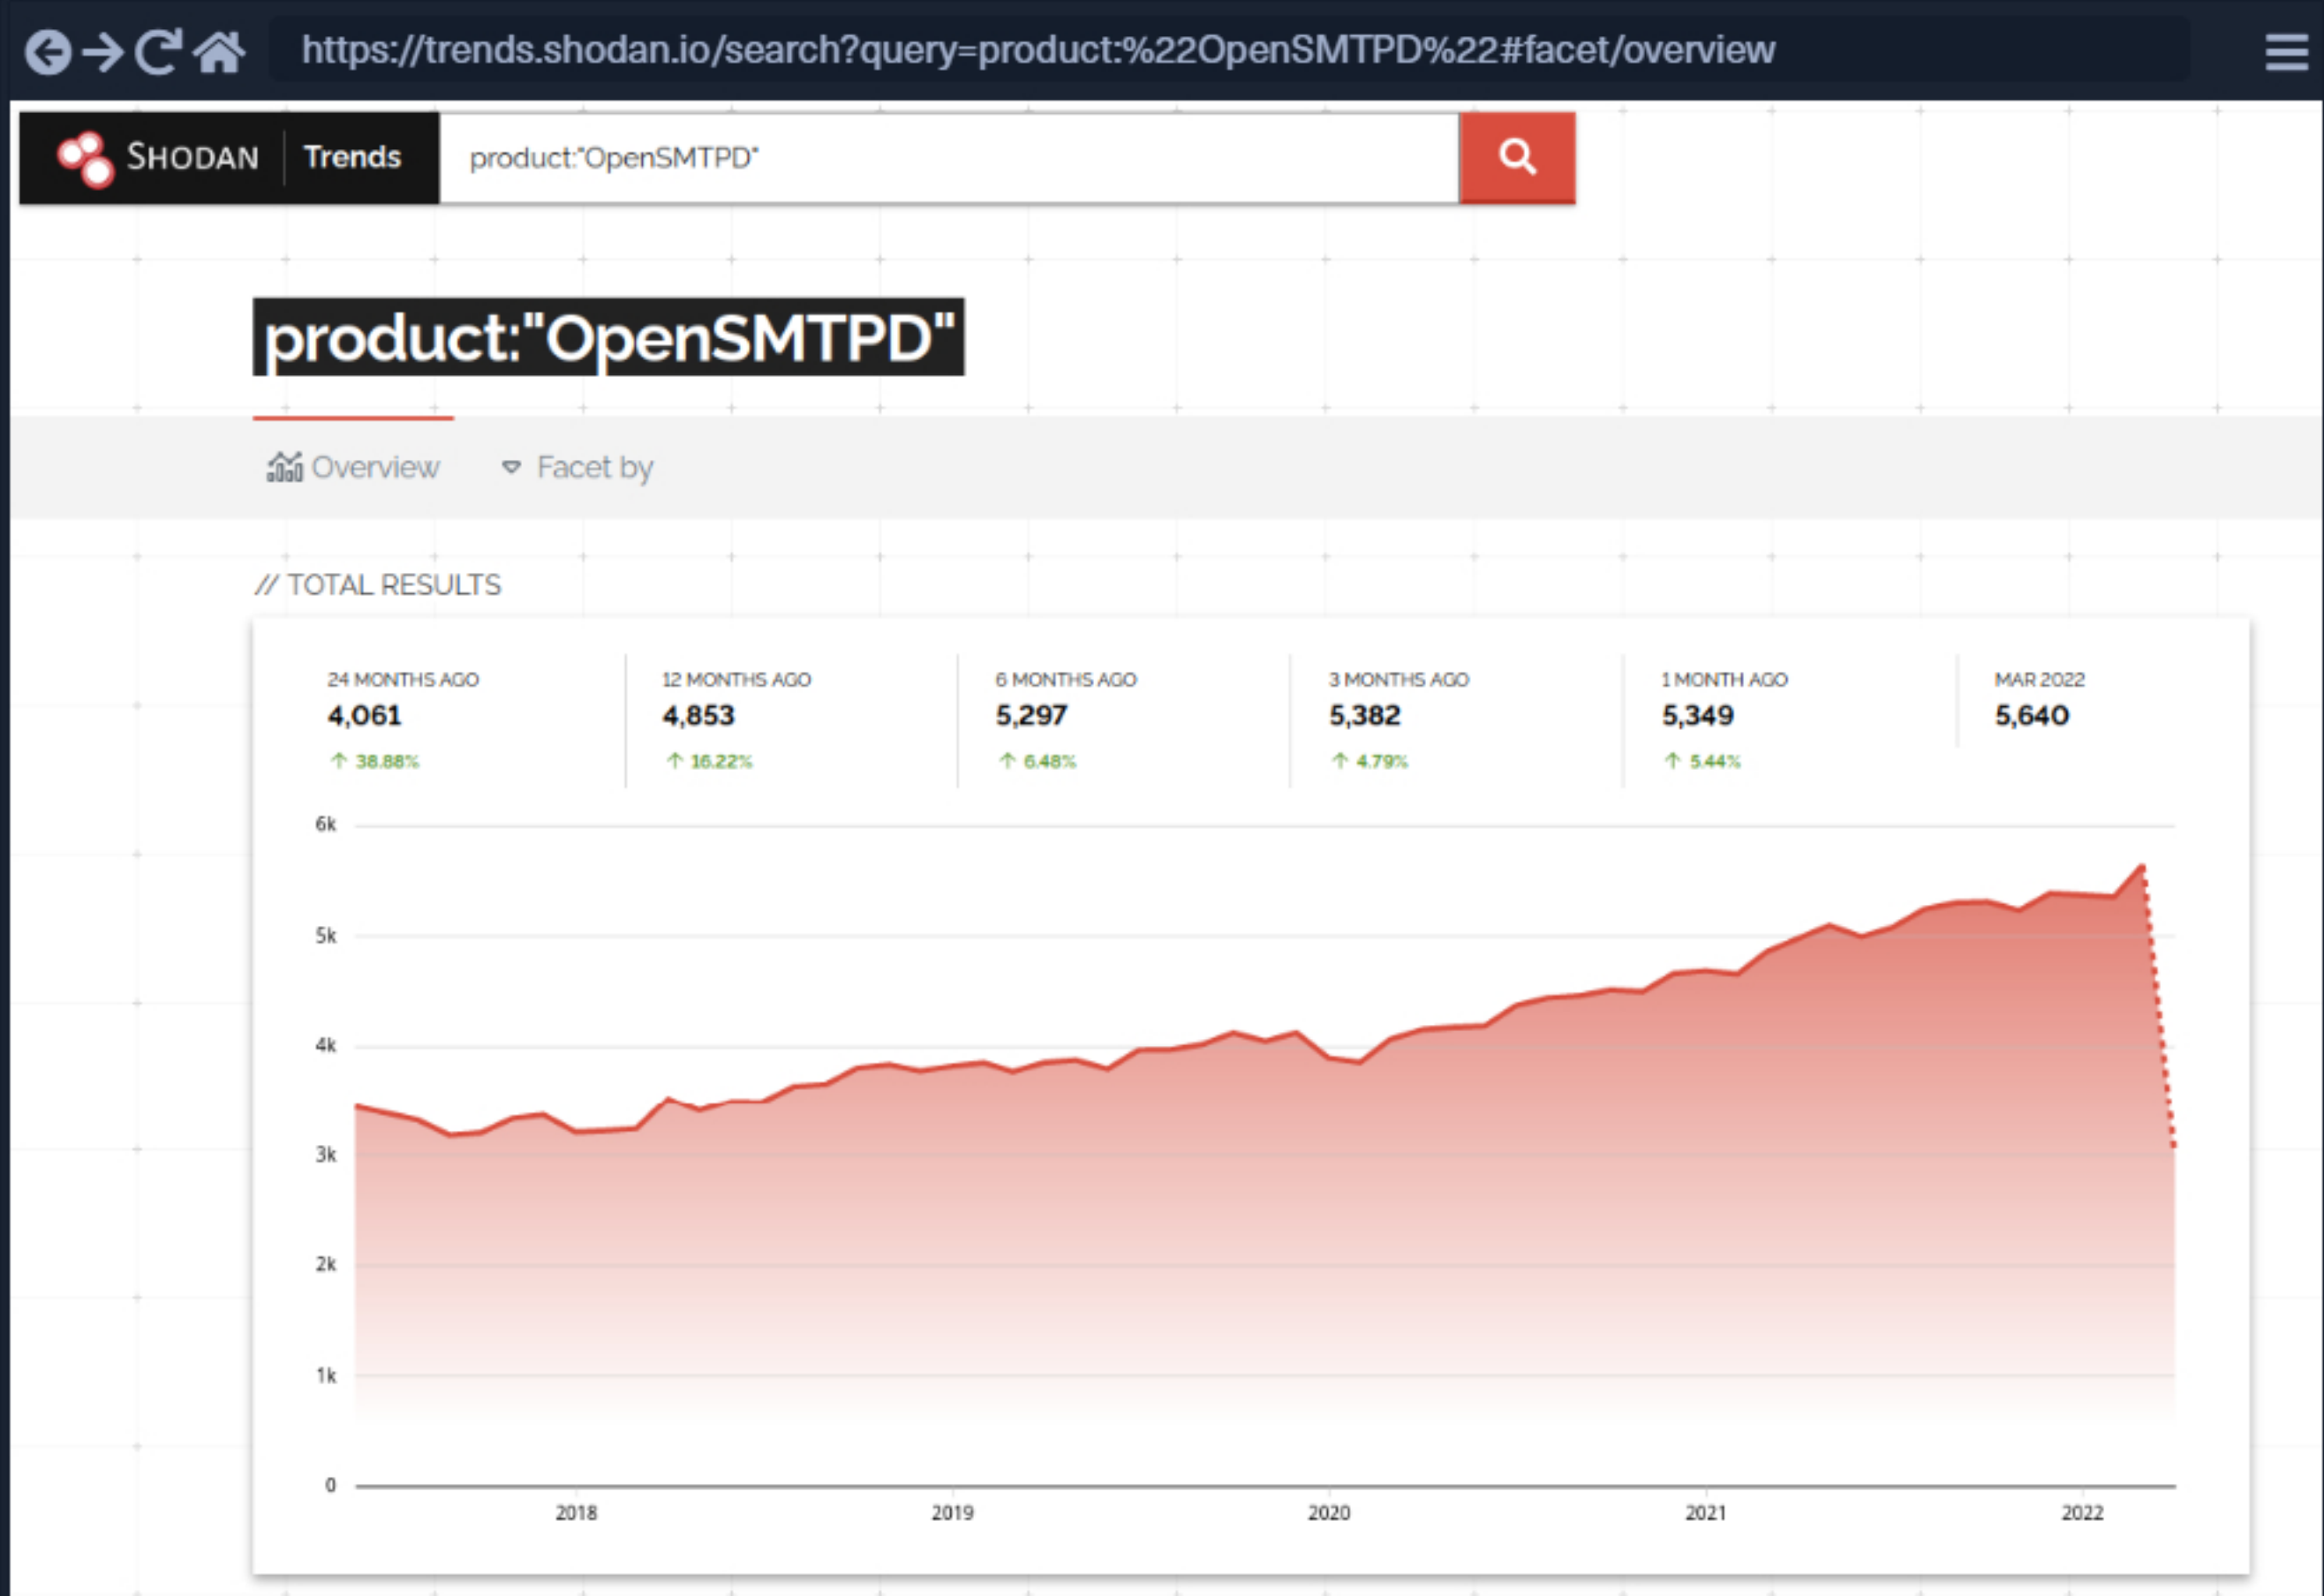 https://trends.shodan.io/search?query=product:%22OpenSMTPD%22#facet/overview
SHODAN Trends product:"OpenSMTPD"
product:"OpenSMTPD"
Overview Facet by
// TOTAL RESULTS
24 MONTHS AGO 12 MONTHS AGO 6 MONTHS AGO 3 MONTHS AGO 1 MONTH AGO MAR 2022
4,061 4,853 5,297 5,382 5,349 5,640
↑ 38.88% ↑ 16.22% ↑ 6.48% ↑ 4.79% ↑ 5.44%
6k
5k
4k
3k
2k
1k
0
2018 2019 2020 2021 2022